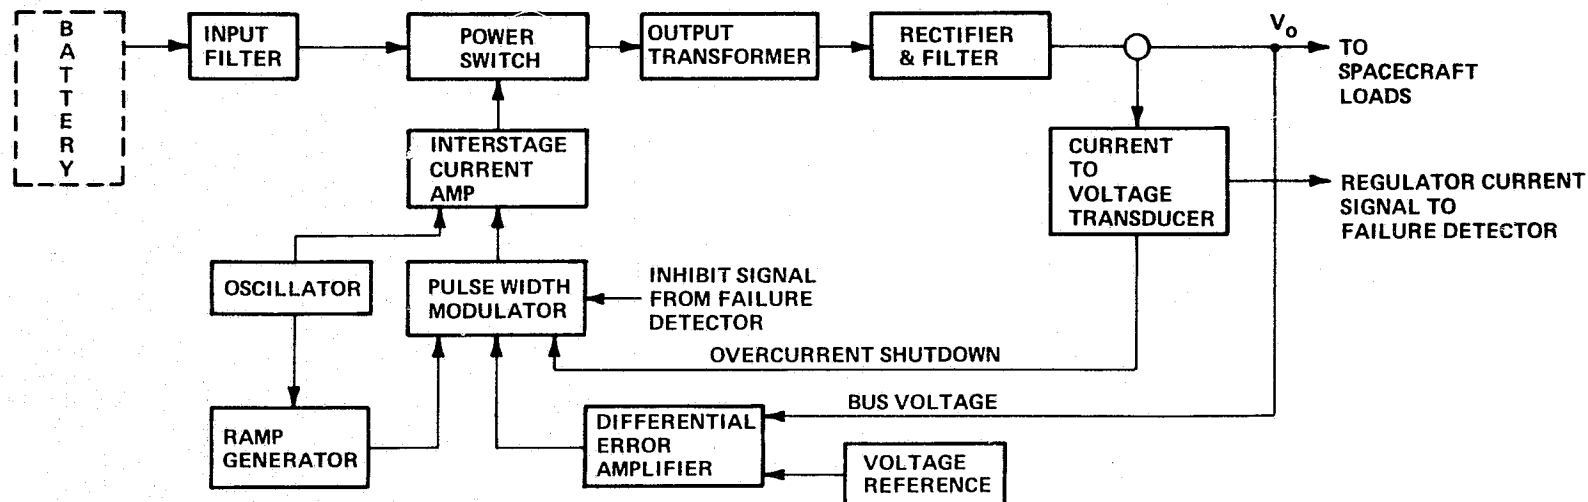 B
A
T
T
E
R
Y
INPUT
FILTER
POWER
SWITCH
OUTPUT
TRANSFORMER
RECTIFIER
& FILTER
Vo
TO
SPACECRAFT
LOADS
INTERSTAGE
CURRENT
AMP
CURRENT
TO
VOLTAGE
TRANSDUCER
REGULATOR CURRENT
SIGNAL TO
FAILURE DETECTOR
OSCILLATOR
PULSE WIDTH
MODULATOR
INHIBIT SIGNAL
FROM FAILURE
DETECTOR
OVERCURRENT SHUTDOWN
BUS VOLTAGE
RAMP
GENERATOR
DIFFERENTIAL
ERROR
AMPLIFIER
VOLTAGE
REFERENCE